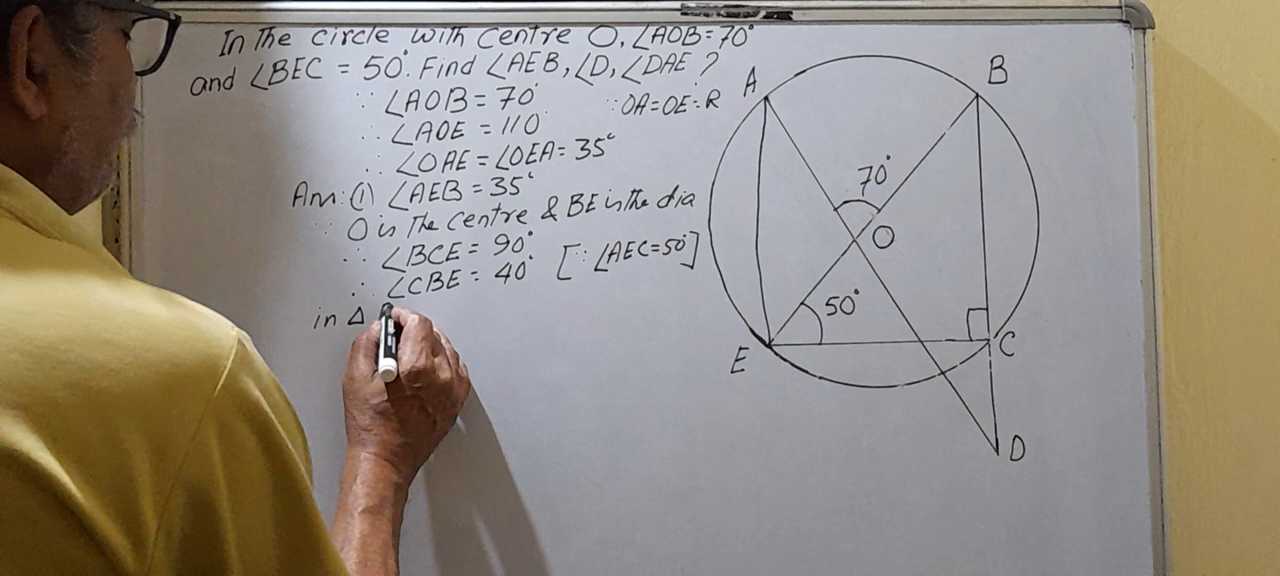 In The circle with Centre O, ∠AOB=70°
and ∠BEC = 50°. Find ∠AEB, ∠D, ∠DAE ?
∵ ∠AOB = 70° ∵ OA=OE=R
∴ ∠AOE = 110°
∴ ∠OAE = ∠OEA = 35°
Ans: (1) ∠AEB = 35°
∵ O is The centre & BE is the dia
∴ ∠BCE = 90°
∴ ∠CBE = 40° [∵ ∠AEC=50°]
in Δ
A
B
70°
O
50°
E
C
D